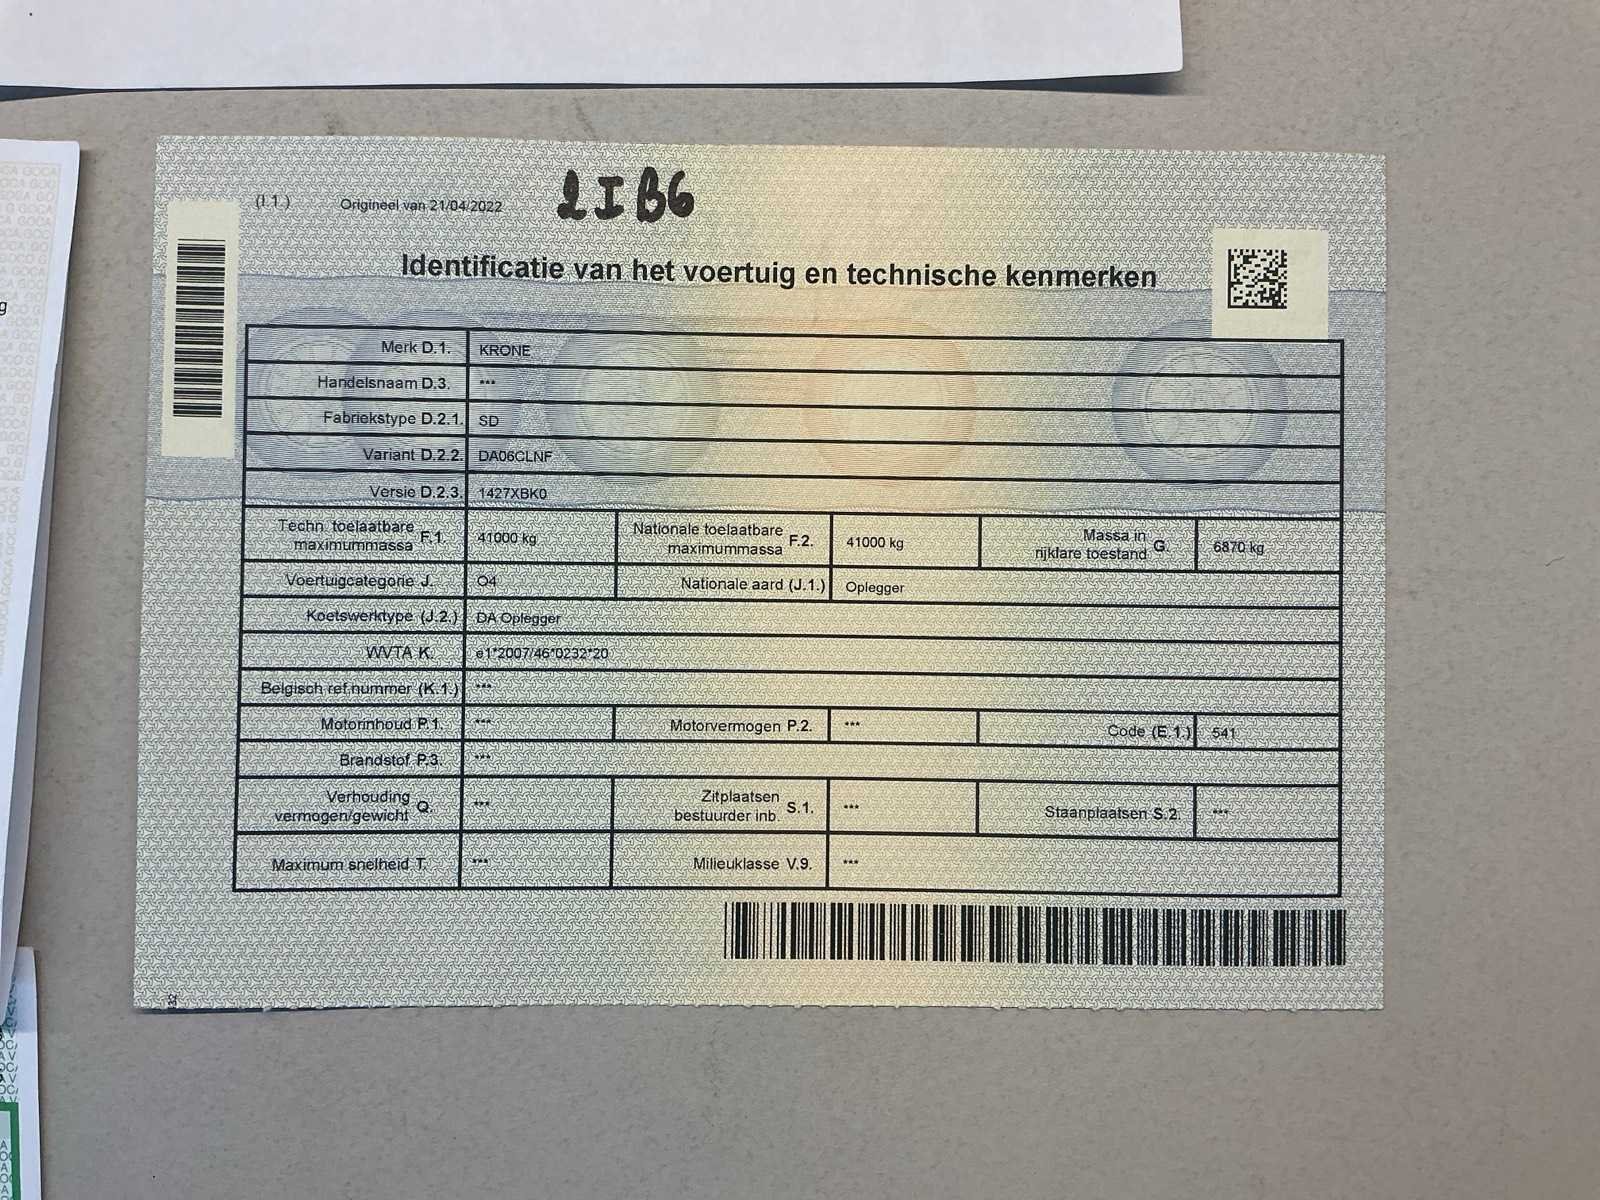 2IB6
(I.1.) Origineel van 21/04/2022
Identificatie van het voertuig en technische kenmerken
Merk D.1. KRONE
Handelsnaam D.3. ***
Fabriekstype D.2.1. SD
Variant D.2.2. DA06CLNF
Versie D.2.3. 1427XBK0
Techn. toelaatbare maximummassa F.1. 41000 kg Nationale toelaatbare maximummassa F.2. 41000 kg Massa in rijklare toestand G. 6870 kg
Voertuigcategorie J. O4 Nationale aard (J.1.) Oplegger
Koetswerktype (J.2.) DA Oplegger
WVTA K. e1*2007/46*0232*20
Belgisch ref.nummer (K.1.) ***
Motorinhoud P.1. *** Motorvermogen P.2. *** Code (E.1.) 541
Brandstof P.3. ***
Verhouding vermogen/gewicht Q. *** Zitplaatsen bestuurder inb. S.1. *** Staanplaatsen S.2. ***
Maximum snelheid T. *** Milieuklasse V.9. ***
32